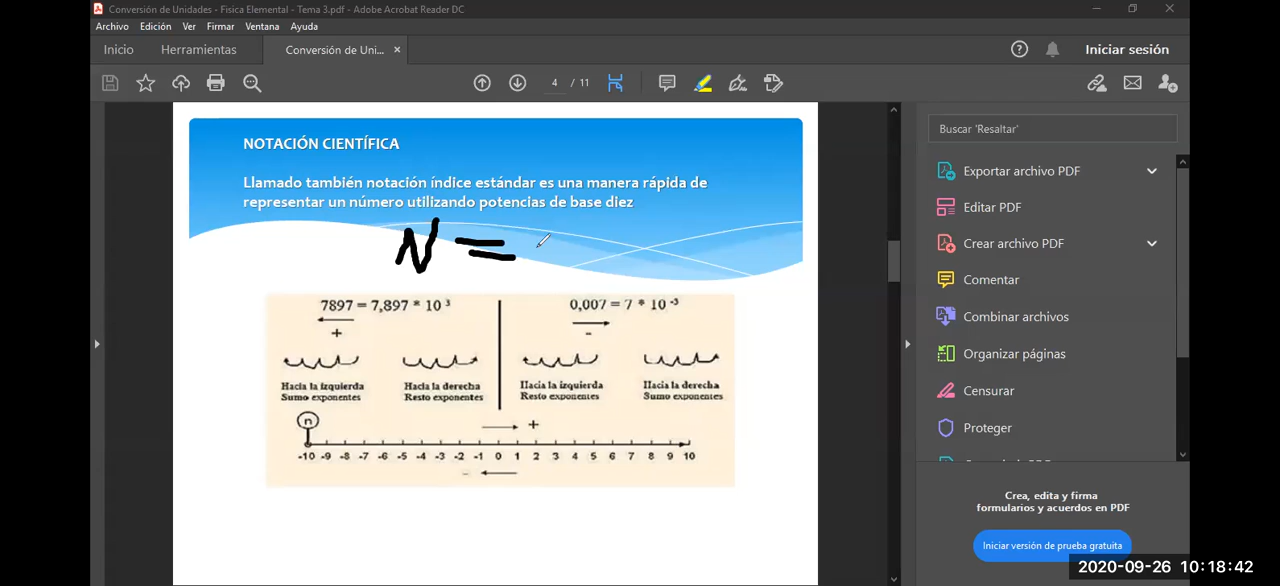 Conversión de Unidades - Fisica Elemental - Tema 3.pdf - Adobe Acrobat Reader DC
Archivo Edición Ver Firmar Ventana Ayuda
Inicio Herramientas Conversión de Uni... × Iniciar sesión
4 / 11
Buscar 'Resaltar'
NOTACIÓN CIENTÍFICA
Llamado también notación índice estándar es una manera rápida de
representar un número utilizando potencias de base diez
N =
7897 = 7,897 * 10 ³
+
0,007 = 7 * 10 ⁻³
-
Hacia la izquierda
Sumo exponentes
Hacia la derecha
Resto exponentes
Hacia la izquierda
Resto exponentes
Hacia la derecha
Sumo exponentes
n
+
-10 -9 -8 -7 -6 -5 -4 -3 -2 -1 0 1 2 3 4 5 6 7 8 9 10
-
Exportar archivo PDF
Editar PDF
Crear archivo PDF
Comentar
Combinar archivos
Organizar páginas
Censurar
Proteger
Crea, edita y firma
formularios y acuerdos en PDF
Iniciar versión de prueba gratuita
2020-09-26 10:18:42